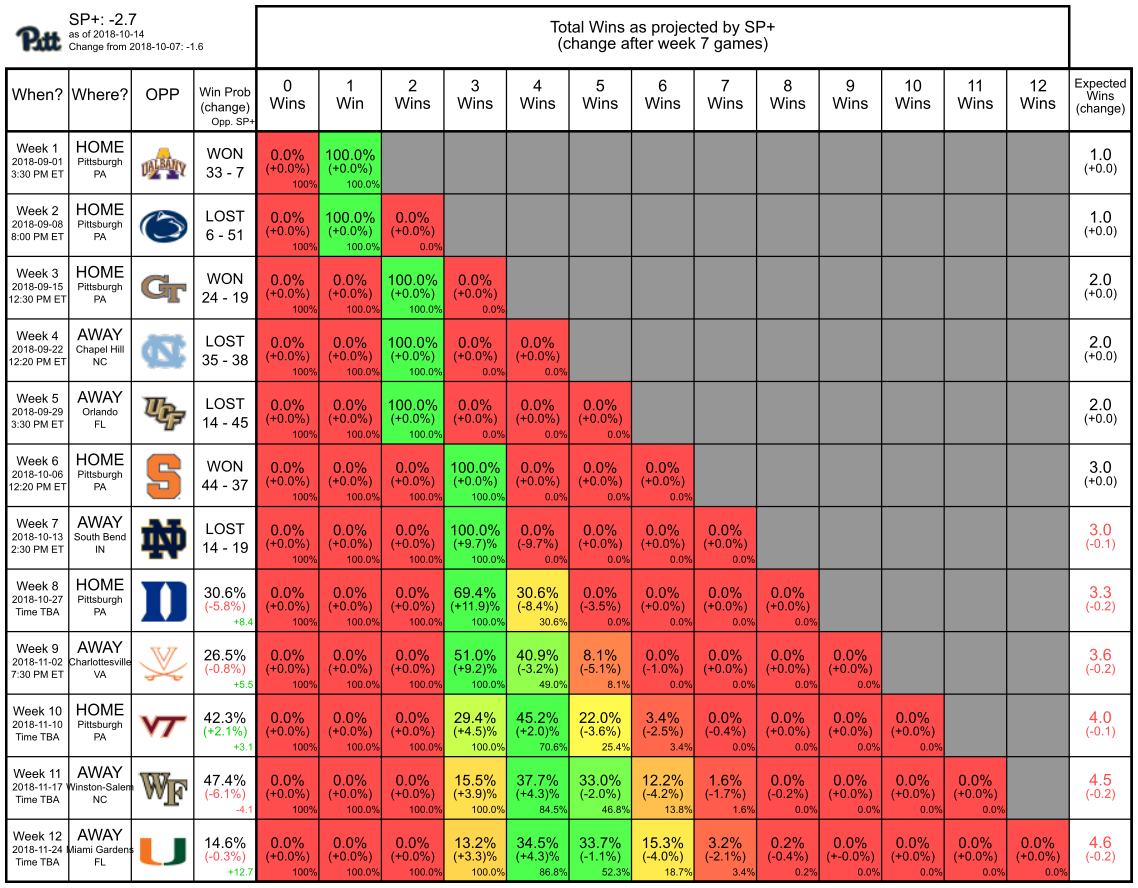 Pitt
SP+: -2.7
as of 2018-10-14
Change from 2018-10-07: -1.6
Total Wins as projected by SP+
(change after week 7 games)
When? Where? OPP Win Prob (change) Opp. SP+ 0 Wins 1 Win 2 Wins 3 Wins 4 Wins 5 Wins 6 Wins 7 Wins 8 Wins 9 Wins 10 Wins 11 Wins 12 Wins Expected Wins (change)
Week 1 HOME WON 0.0% 100.0% 1.0
2018-09-01 Pittsburgh UALBANY 33 - 7 (+0.0%) (+0.0%) (+0.0)
3:30 PM ET PA 100% 100.0%
Week 2 HOME LOST 0.0% 100.0% 0.0% 1.0
2018-09-08 Pittsburgh 6 - 51 (+0.0%) (+0.0%) (+0.0%) (+0.0)
8:00 PM ET PA 100% 100.0% 0.0%
Week 3 HOME WON 0.0% 0.0% 100.0% 0.0% 2.0
2018-09-15 Pittsburgh GT 24 - 19 (+0.0%) (+0.0%) (+0.0%) (+0.0%) (+0.0)
12:30 PM ET PA 100% 100.0% 100.0% 0.0%
Week 4 AWAY LOST 0.0% 0.0% 100.0% 0.0% 0.0% 2.0
2018-09-22 Chapel Hill NC 35 - 38 (+0.0%) (+0.0%) (+0.0%) (+0.0%) (+0.0%) (+0.0)
12:20 PM ET NC 100% 100.0% 100.0% 0.0% 0.0%
Week 5 AWAY LOST 0.0% 0.0% 100.0% 0.0% 0.0% 0.0% 2.0
2018-09-29 Orlando UCF 14 - 45 (+0.0%) (+0.0%) (+0.0%) (+0.0%) (+0.0%) (+0.0%) (+0.0)
3:30 PM ET FL 100% 100.0% 100.0% 0.0% 0.0% 0.0%
Week 6 HOME WON 0.0% 0.0% 0.0% 100.0% 0.0% 0.0% 0.0% 3.0
2018-10-06 Pittsburgh S 44 - 37 (+0.0%) (+0.0%) (+0.0%) (+0.0%) (+0.0%) (+0.0%) (+0.0%) (+0.0)
12:20 PM ET PA 100% 100.0% 100.0% 100.0% 0.0% 0.0% 0.0%
Week 7 AWAY LOST 0.0% 0.0% 0.0% 100.0% 0.0% 0.0% 0.0% 0.0% 3.0
2018-10-13 South Bend ND 14 - 19 (+0.0%) (+0.0%) (+0.0%) (+9.7)% (-9.7%) (+0.0%) (+0.0%) (+0.0%) (-0.1)
2:30 PM ET IN 100% 100.0% 100.0% 100.0% 0.0% 0.0% 0.0% 0.0%
Week 8 HOME 30.6% 0.0% 0.0% 0.0% 69.4% 30.6% 0.0% 0.0% 0.0% 0.0% 3.3
2018-10-27 Pittsburgh D (-5.8%) (+0.0%) (+0.0%) (+0.0%) (+11.9)% (-8.4%) (-3.5%) (+0.0%) (+0.0%) (+0.0%) (-0.2)
Time TBA PA +8.4 100% 100.0% 100.0% 100.0% 30.6% 0.0% 0.0% 0.0% 0.0%
Week 9 AWAY 26.5% 0.0% 0.0% 0.0% 51.0% 40.9% 8.1% 0.0% 0.0% 0.0% 0.0% 3.6
2018-11-02 Charlottesville V (-0.8%) (+0.0%) (+0.0%) (+0.0%) (+9.2)% (-3.2%) (-5.1%) (-1.0%) (+0.0%) (+0.0%) (+0.0%) (-0.2)
7:30 PM ET VA +5.5 100% 100.0% 100.0% 100.0% 49.0% 8.1% 0.0% 0.0% 0.0% 0.0%
Week 10 HOME 42.3% 0.0% 0.0% 0.0% 29.4% 45.2% 22.0% 3.4% 0.0% 0.0% 0.0% 0.0% 4.0
2018-11-10 Pittsburgh VT (+2.1%) (+0.0%) (+0.0%) (+0.0%) (+4.5)% (+2.0)% (-3.6%) (-2.5%) (-0.4%) (+0.0%) (+0.0%) (+0.0%) (-0.1)
Time TBA PA +3.1 100% 100.0% 100.0% 100.0% 70.6% 25.4% 3.4% 0.0% 0.0% 0.0% 0.0%
Week 11 AWAY 47.4% 0.0% 0.0% 0.0% 15.5% 37.7% 33.0% 12.2% 1.6% 0.0% 0.0% 0.0% 0.0% 4.5
2018-11-17 Winston-Salem WF (-6.1%) (+0.0%) (+0.0%) (+0.0%) (+3.9)% (+4.3)% (-2.0%) (-4.2%) (-1.7%) (-0.2%) (+0.0%) (+0.0%) (+0.0%) (-0.2)
Time TBA NC -4.1 100% 100.0% 100.0% 100.0% 84.5% 46.8% 13.8% 1.6% 0.0% 0.0% 0.0% 0.0%
Week 12 AWAY 14.6% 0.0% 0.0% 0.0% 13.2% 34.5% 33.7% 15.3% 3.2% 0.2% 0.0% 0.0% 0.0% 0.0% 4.6
2018-11-24 Miami Gardens U (-0.3%) (+0.0%) (+0.0%) (+0.0%) (+3.3)% (+4.3)% (-1.1%) (-4.0%) (-2.1%) (-0.4%) (+-0.0%) (+0.0%) (+0.0%) (+0.0%) (-0.2)
Time TBA FL +12.7 100% 100.0% 100.0% 100.0% 86.8% 52.3% 18.7% 3.4% 0.2% 0.0% 0.0% 0.0% 0.0%